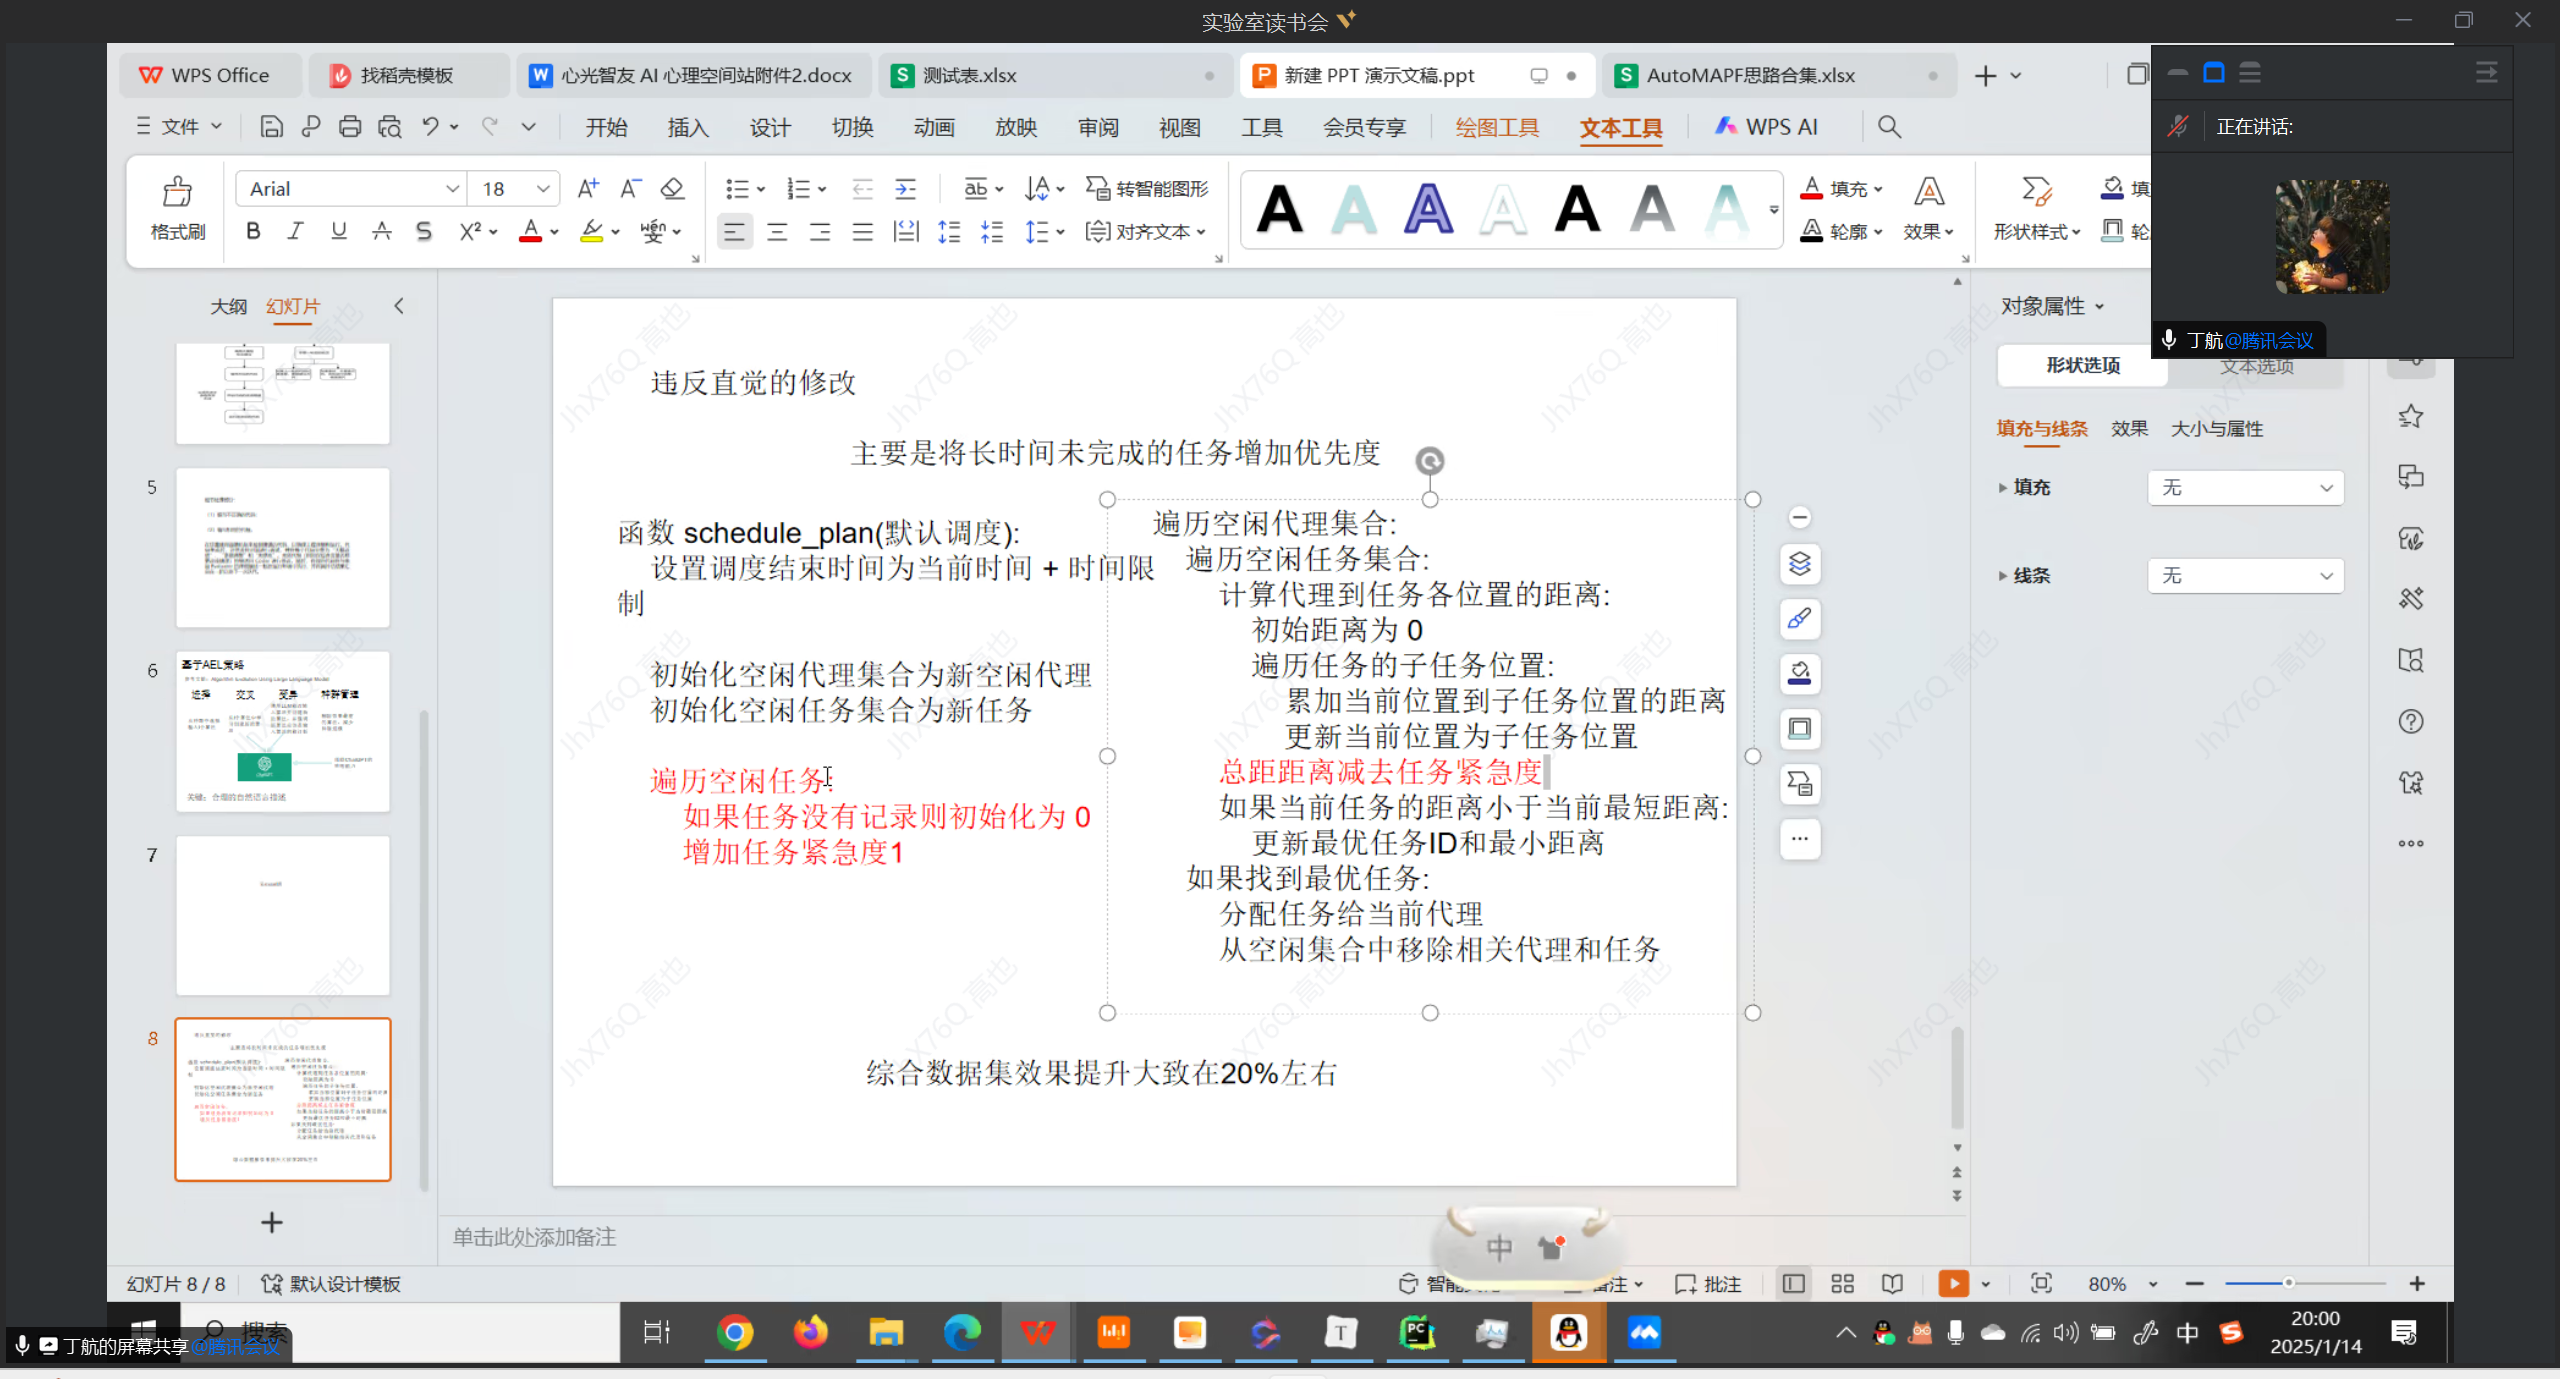 实验室读书会
WPS Office
找稻壳模板
心光智友 AI 心理空间站附件2.docx
测试表.xlsx
新建 PPT 演示文稿.ppt
AutoMAPF思路合集.xlsx
文件
开始
插入
设计
切换
动画
放映
审阅
视图
工具
会员专享
绘图工具
文本工具
WPS AI
正在讲话:
丁航@腾讯会议
格式刷
Arial
18
转智能图形
对齐文本
填充
轮廓
效果
形状样式
大纲
幻灯片
5
6
基于AEL策略
选择
交叉
变异
种群管理
7
8
违反直觉的修改
主要是将长时间未完成的任务增加优先度
函数 schedule_plan(默认调度):
设置调度结束时间为当前时间 + 时间限
制
初始化空闲代理集合为新空闲代理
初始化空闲任务集合为新任务
遍历空闲任务:
如果任务没有记录则初始化为 0
增加任务紧急度1
遍历空闲代理集合:
遍历空闲任务集合:
计算代理到任务各位置的距离:
初始距离为 0
遍历任务的子任务位置:
累加当前位置到子任务位置的距离
更新当前位置为子任务位置
总距距离减去任务紧急度
如果当前任务的距离小于当前最短距离:
更新最优任务ID和最小距离
如果找到最优任务:
分配任务给当前代理
从空闲集合中移除相关代理和任务
综合数据集效果提升大致在20%左右
对象属性
形状选项
文本选项
填充与线条
效果
大小与属性
填充
无
线条
无
JhX76Q 高也
单击此处添加备注
中
幻灯片 8 / 8
默认设计模板
批注
80%
搜索
丁航的屏幕共享@腾讯会议
中
20:00
2025/1/14